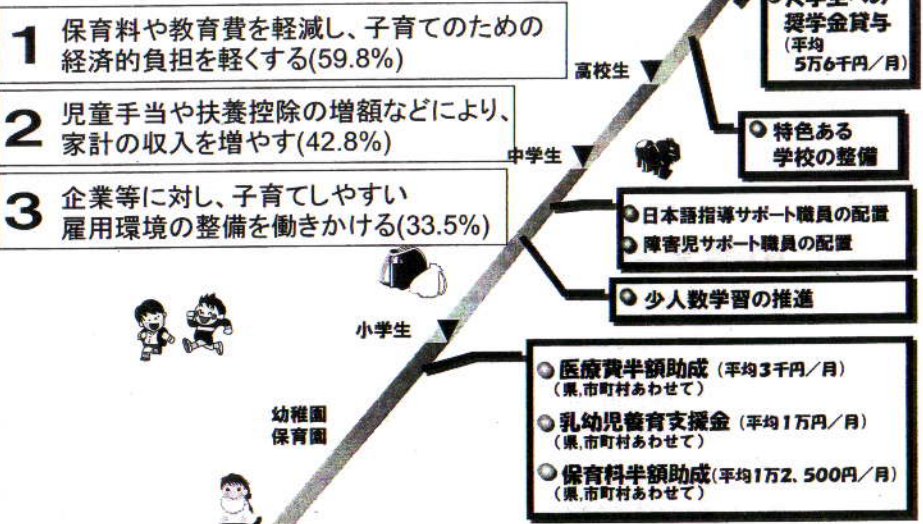 1 保育料や教育費を軽減し、子育てのための
経済的負担を軽くする(59.8%)
2 児童手当や扶養控除の増額などにより、
家計の収入を増やす(42.8%)
3 企業等に対し、子育てしやすい
雇用環境の整備を働きかける(33.5%)
奨学金貸与
(平均
5万6千円/月)
高校生
特色ある
学校の整備
中学生
日本語指導サポート職員の配置
障害児サポート職員の配置
少人数学習の推進
小学生
医療費半額助成(平均3千円/月)
(県,市町村あわせて)
乳幼児養育支援金(平均1万円/月)
(県,市町村あわせて)
保育料半額助成(平均1万2、500円/月)
(県,市町村あわせて)
幼稚園
保育園